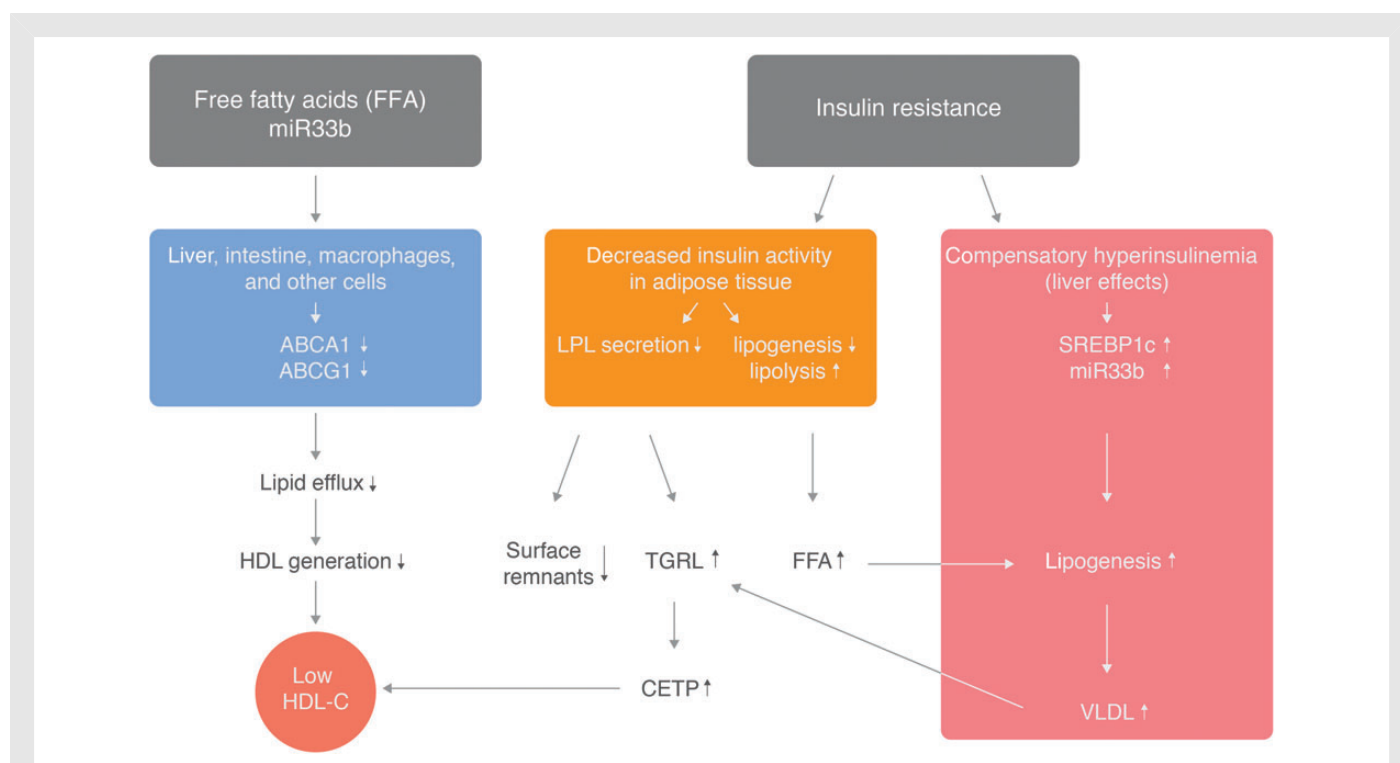 Free fatty acids (FFA)
miR33b
Insulin resistance
Liver, intestine, macrophages,
and other cells
ABCA1 ↓
ABCG1 ↓
Decreased insulin activity
in adipose tissue
LPL secretion ↓
lipogenesis ↓
lipolysis ↑
Compensatory hyperinsulinemia
(liver effects)
SREBP1c ↑
miR33b ↑
Lipid efflux ↓
HDL generation ↓
Surface
remnants ↓
TGRL ↑
FFA ↑
Lipogenesis ↑
Low
HDL-C
CETP ↑
VLDL ↑